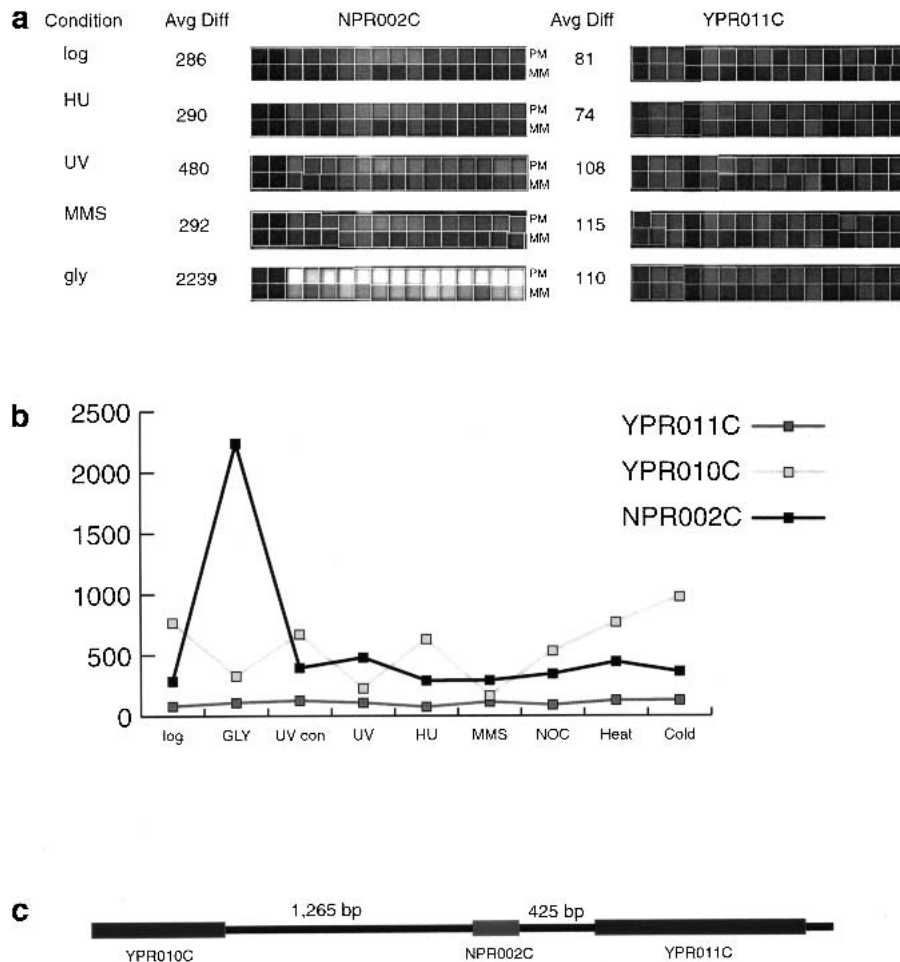 a Condition Avg Diff NPR002C Avg Diff YPR011C
log 286 PM MM 81
HU 290 PM MM 74
UV 480 PM MM 108
MMS 292 PM MM 115
gly 2239 PM MM 110
b
2500
2000
1500
1000
500
0
YPR011C
YPR010C
NPR002C
log GLY UV con UV HU MMS NOC Heat Cold
c
1,265 bp 425 bp
YPR010C NPR002C YPR011C